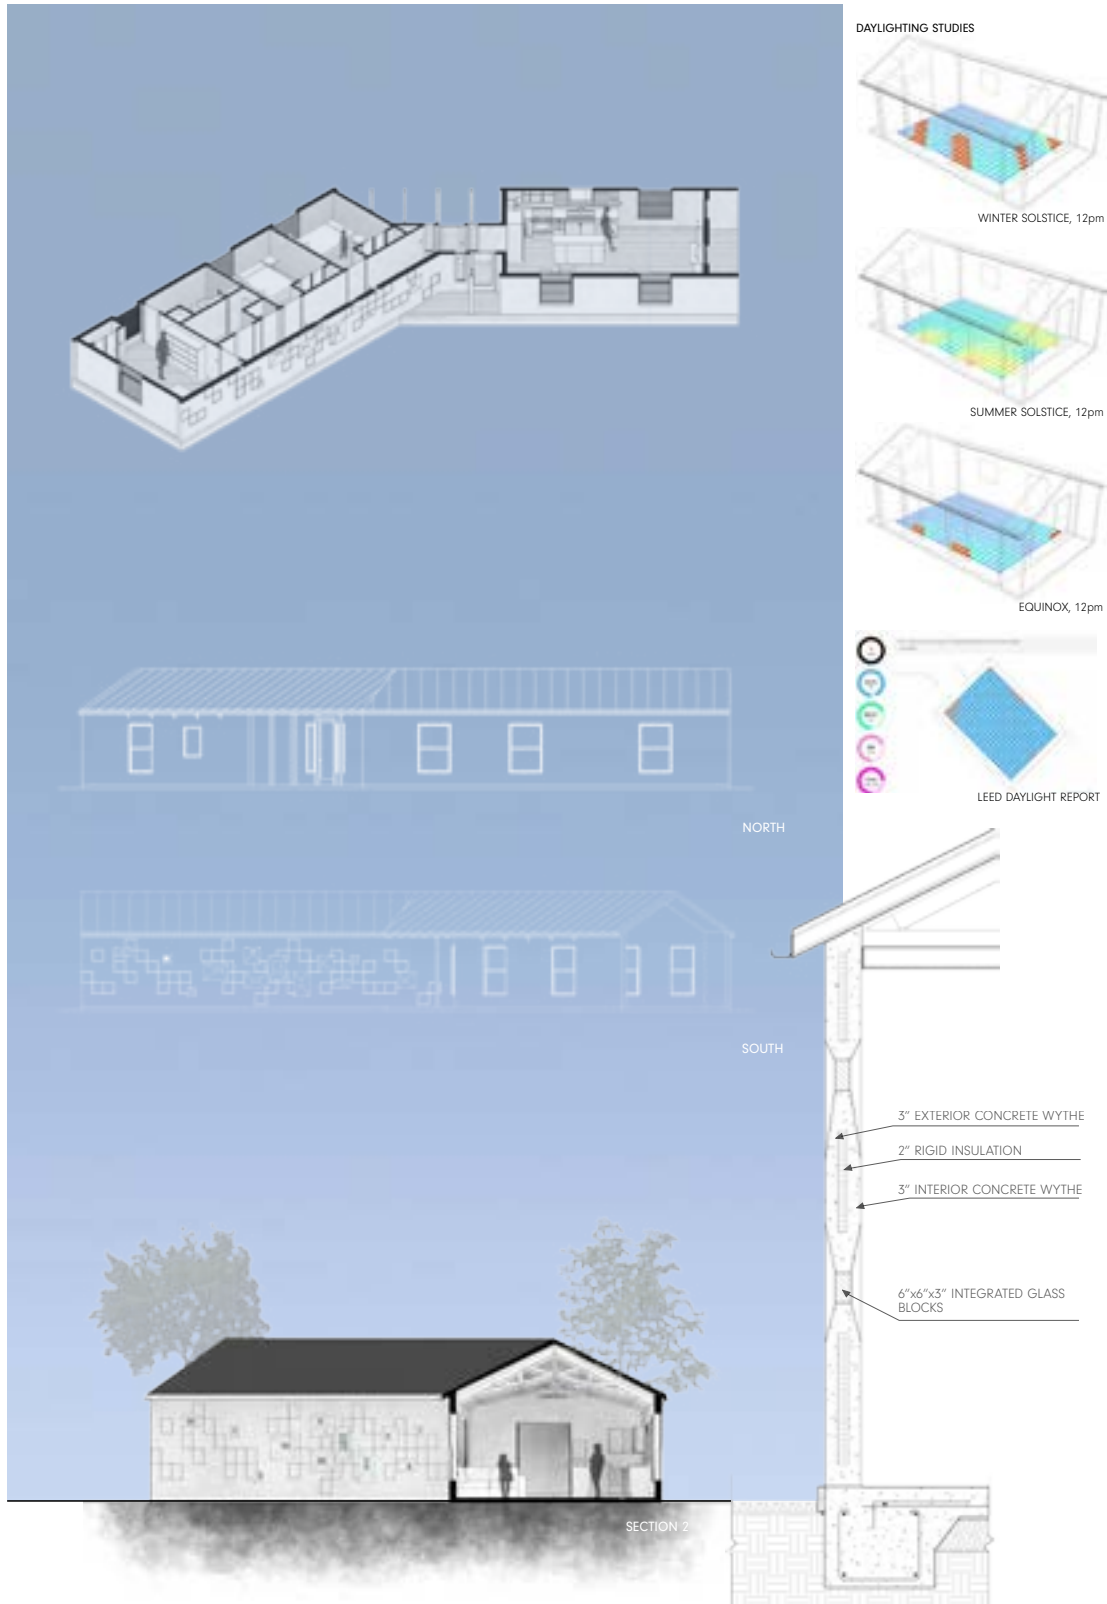 DAYLIGHTING STUDIES
WINTER SOLSTICE, 12pm
SUMMER SOLSTICE, 12pm
EQUINOX, 12pm
LEED DAYLIGHT REPORT
NORTH
SOUTH
3” EXTERIOR CONCRETE WYTHE
2” RIGID INSULATION
3” INTERIOR CONCRETE WYTHE
6”x6”x3” INTEGRATED GLASS
BLOCKS
SECTION 2